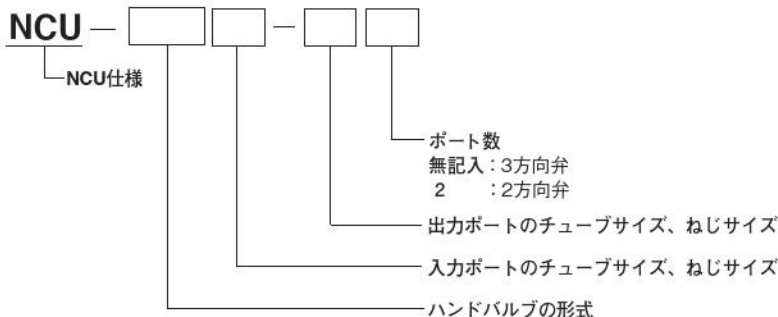 NCU — □ □ − □ □
NCU仕様
ポート数
無記入：3方向弁
2　　：2方向弁
出力ポートのチューブサイズ、ねじサイズ
入力ポートのチューブサイズ、ねじサイズ
ハンドバルブの形式